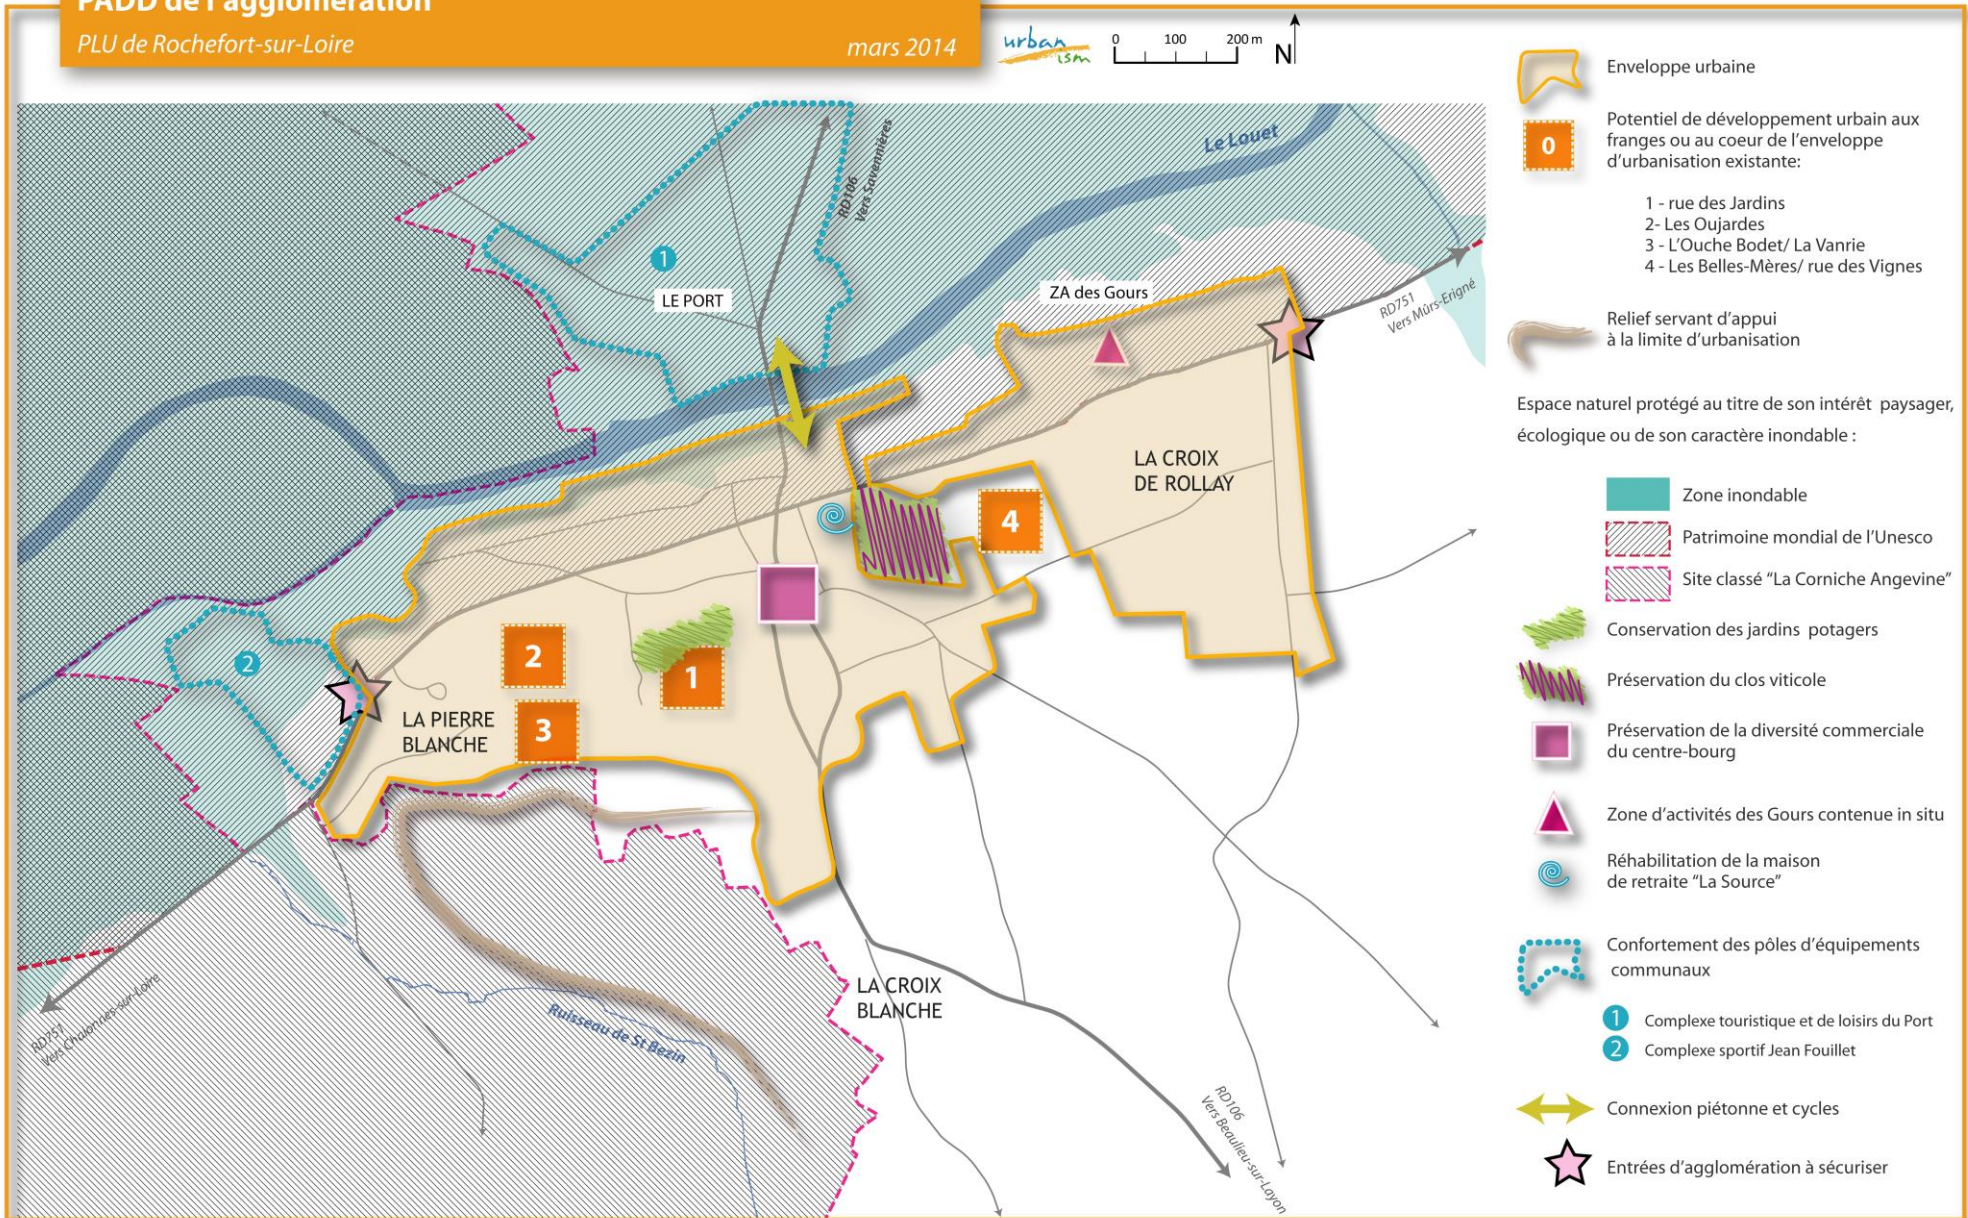 PADD de l'agglomération
PLU de Rochefort-sur-Loire
mars 2014
urban
ism
0 100 200 m
N
Enveloppe urbaine
0
Potentiel de développement urbain aux
franges ou au coeur de l'enveloppe
d'urbanisation existante:
1 - rue des Jardins
2- Les Oujardes
3 - L'Ouche Bodet/ La Vanrie
4 - Les Belles-Mères/ rue des Vignes
Relief servant d'appui
à la limite d'urbanisation
Espace naturel protégé au titre de son intérêt paysager,
écologique ou de son caractère inondable :
Zone inondable
Patrimoine mondial de l'Unesco
Site classé "La Corniche Angevine"
Conservation des jardins potagers
Préservation du clos viticole
Préservation de la diversité commerciale
du centre-bourg
Zone d'activités des Gours contenue in situ
Réhabilitation de la maison
de retraite "La Source"
Confortement des pôles d'équipements
communaux
1 Complexe touristique et de loisirs du Port
2 Complexe sportif Jean Fouillet
Connexion piétonne et cycles
Entrées d'agglomération à sécuriser
RD106
Vers Savennières
Le Louet
1
LE PORT
ZA des Gours
RD751
Vers Mûrs-Erigné
LA CROIX
DE ROLLAY
4
2
1
3
2
LA PIERRE
BLANCHE
LA CROIX
BLANCHE
Ruisseau de St Bezin
RD751
Vers Chalonnes-sur-Loire
RD106
Vers Beaulieu-sur-Layon